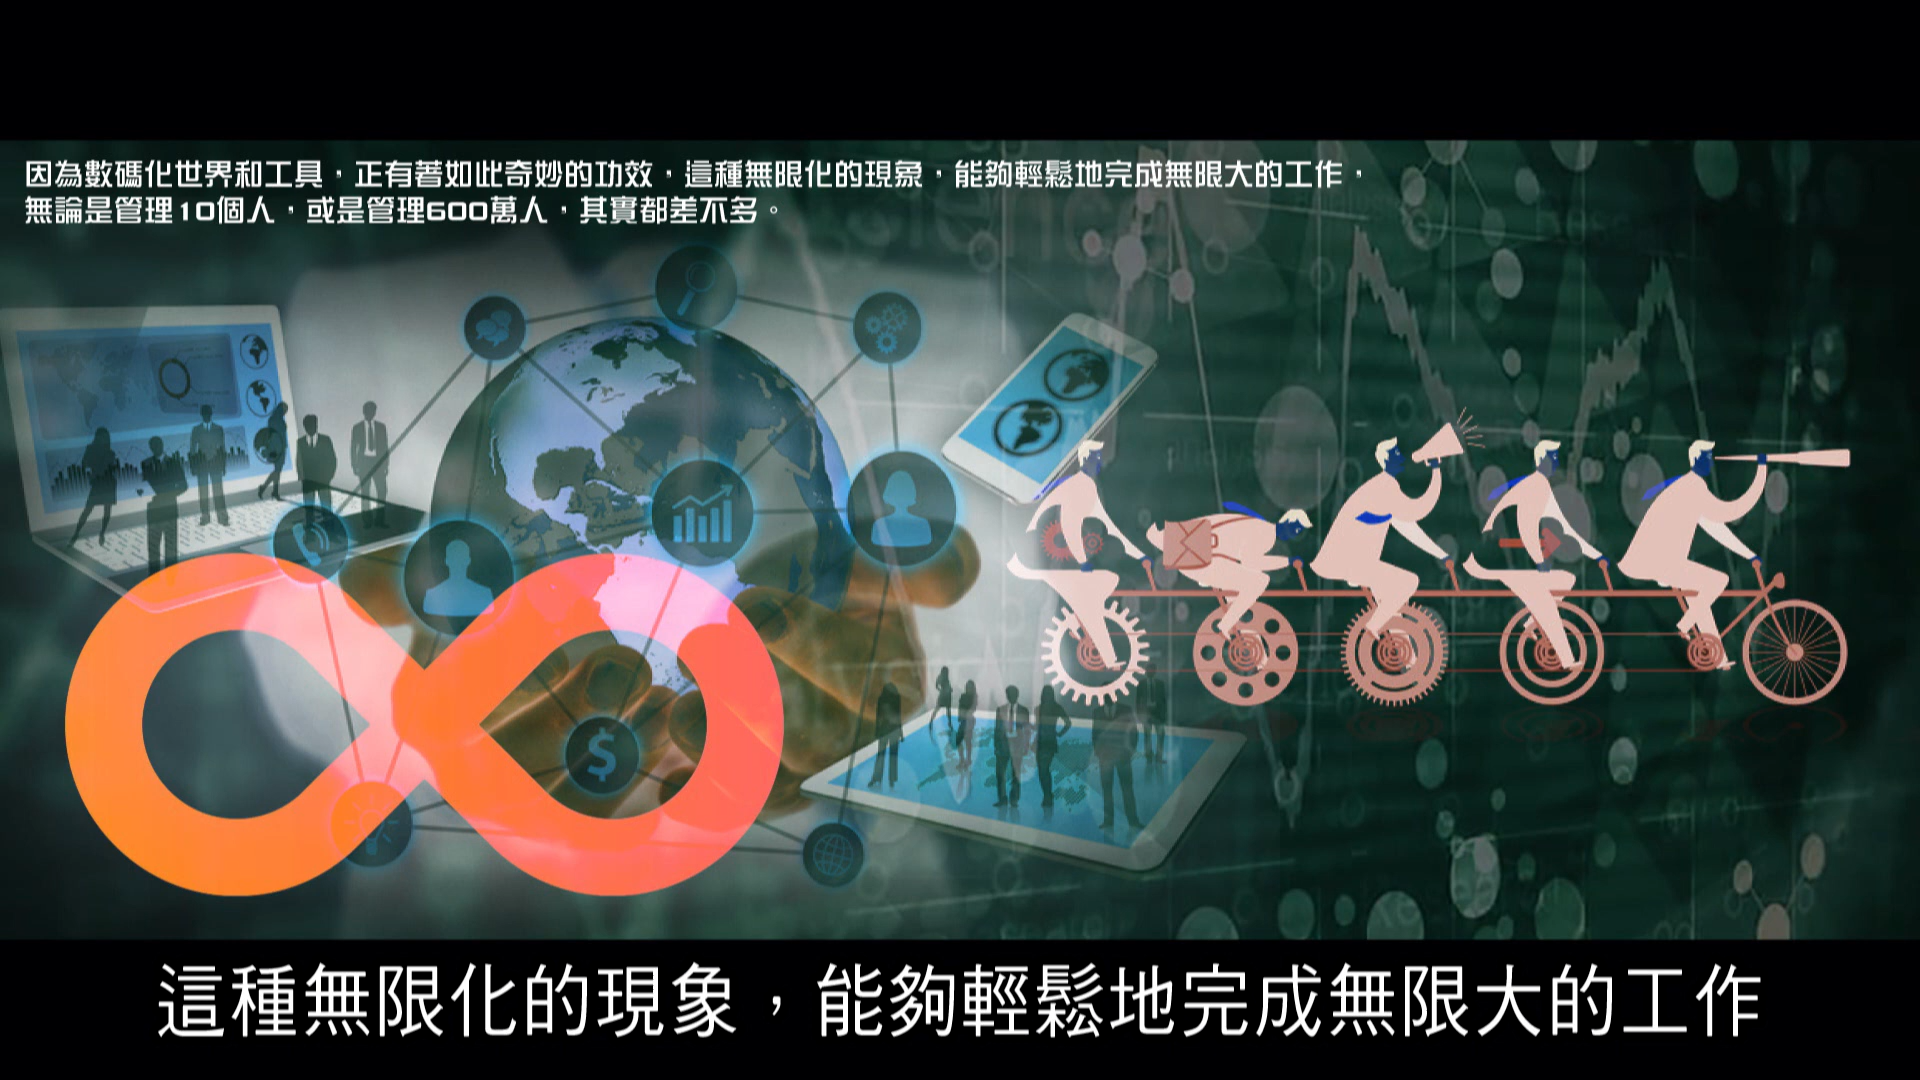 因為數碼化世界和工具，正有著如此奇妙的功效，這種無限化的現象，能夠輕鬆地完成無限大的工作，
無論是管理10個人，或是管理600萬人，其實都差不多。
這種無限化的現象，能夠輕鬆地完成無限大的工作